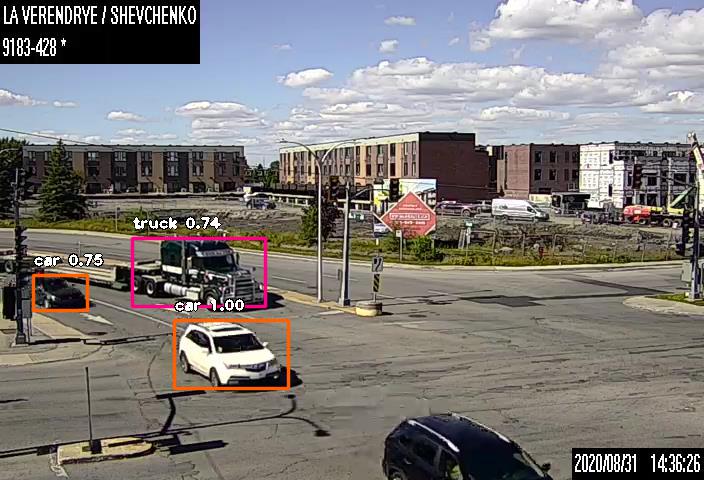 LA VERENDRYE / SHEVCHENKO
9183-428 *
truck 0.74
car 0.75
car 1.00
2020/08/31 14:36:26